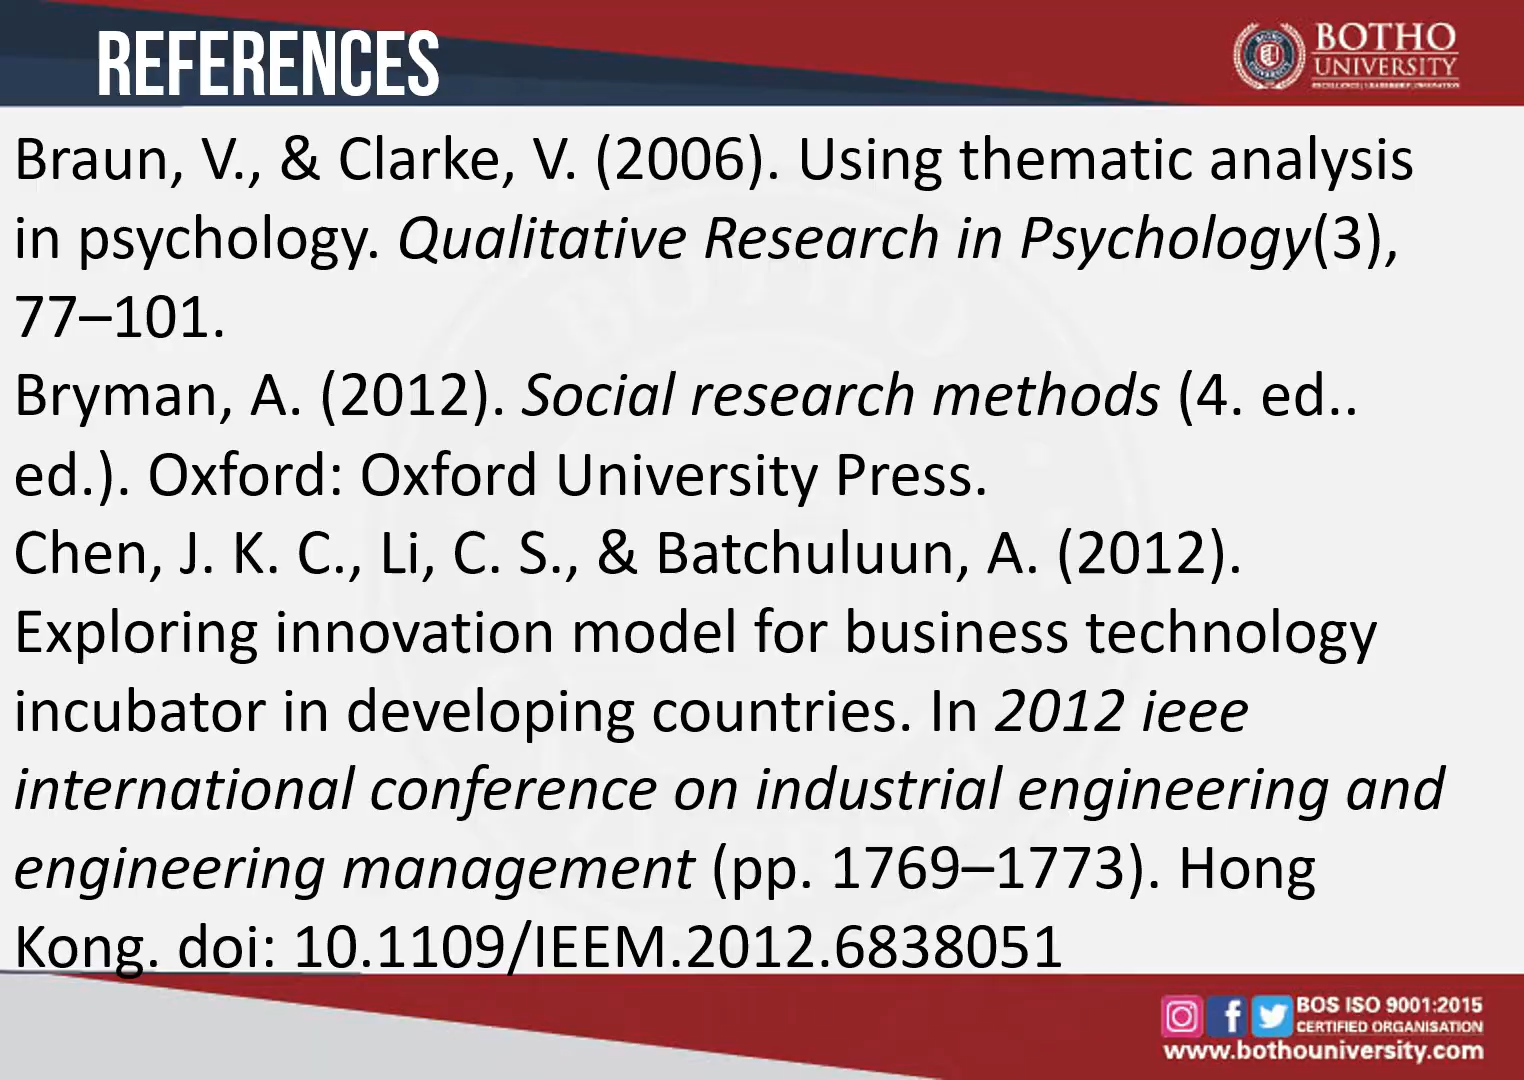 REFERENCES
BOTHO
UNIVERSITY
Braun, V., & Clarke, V. (2006). Using thematic analysis
in psychology. Qualitative Research in Psychology(3),
77–101.
Bryman, A. (2012). Social research methods (4. ed..
ed.). Oxford: Oxford University Press.
Chen, J. K. C., Li, C. S., & Batchuluun, A. (2012).
Exploring innovation model for business technology
incubator in developing countries. In 2012 ieee
international conference on industrial engineering and
engineering management (pp. 1769–1773). Hong
Kong. doi: 10.1109/IEEM.2012.6838051
BOS ISO 9001:2015
CERTIFIED ORGANISATION
www.bothouniversity.com